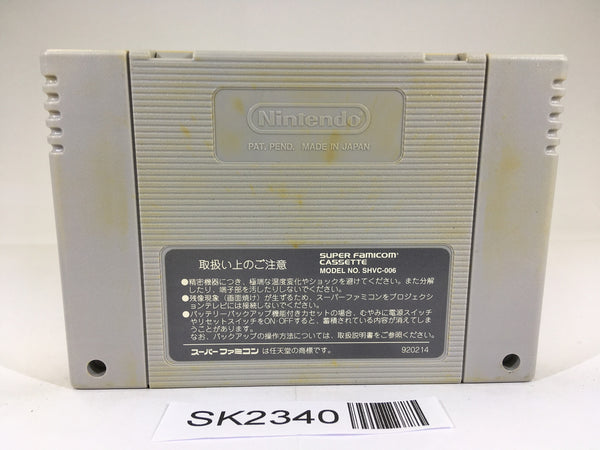 Nintendo
PAT. PEND. MADE IN JAPAN
取扱い上のご注意
SUPER FAMICOM
CASSETTE
MODEL NO. SHVC-006
●精密機器につき、極端な温度変化やショックを避けてください。また分解
したり、端子部を汚したりしないでください。
●残像現象（画面焼け）が生ずるため、スーパーファミコンをプロジェクシ
ョンテレビには接続しないでください。
●バッテリーバックアップ機能付きカセットの場合、むやみに電源スイッチ
やリセットスイッチをON・OFFすると、蓄積されている内容が消えてしま
うことがあります。
なお、バックアップの操作方法については、取扱説明書をご参照ください。
スーパーファミコン は任天堂の商標です。
920214
SK2340